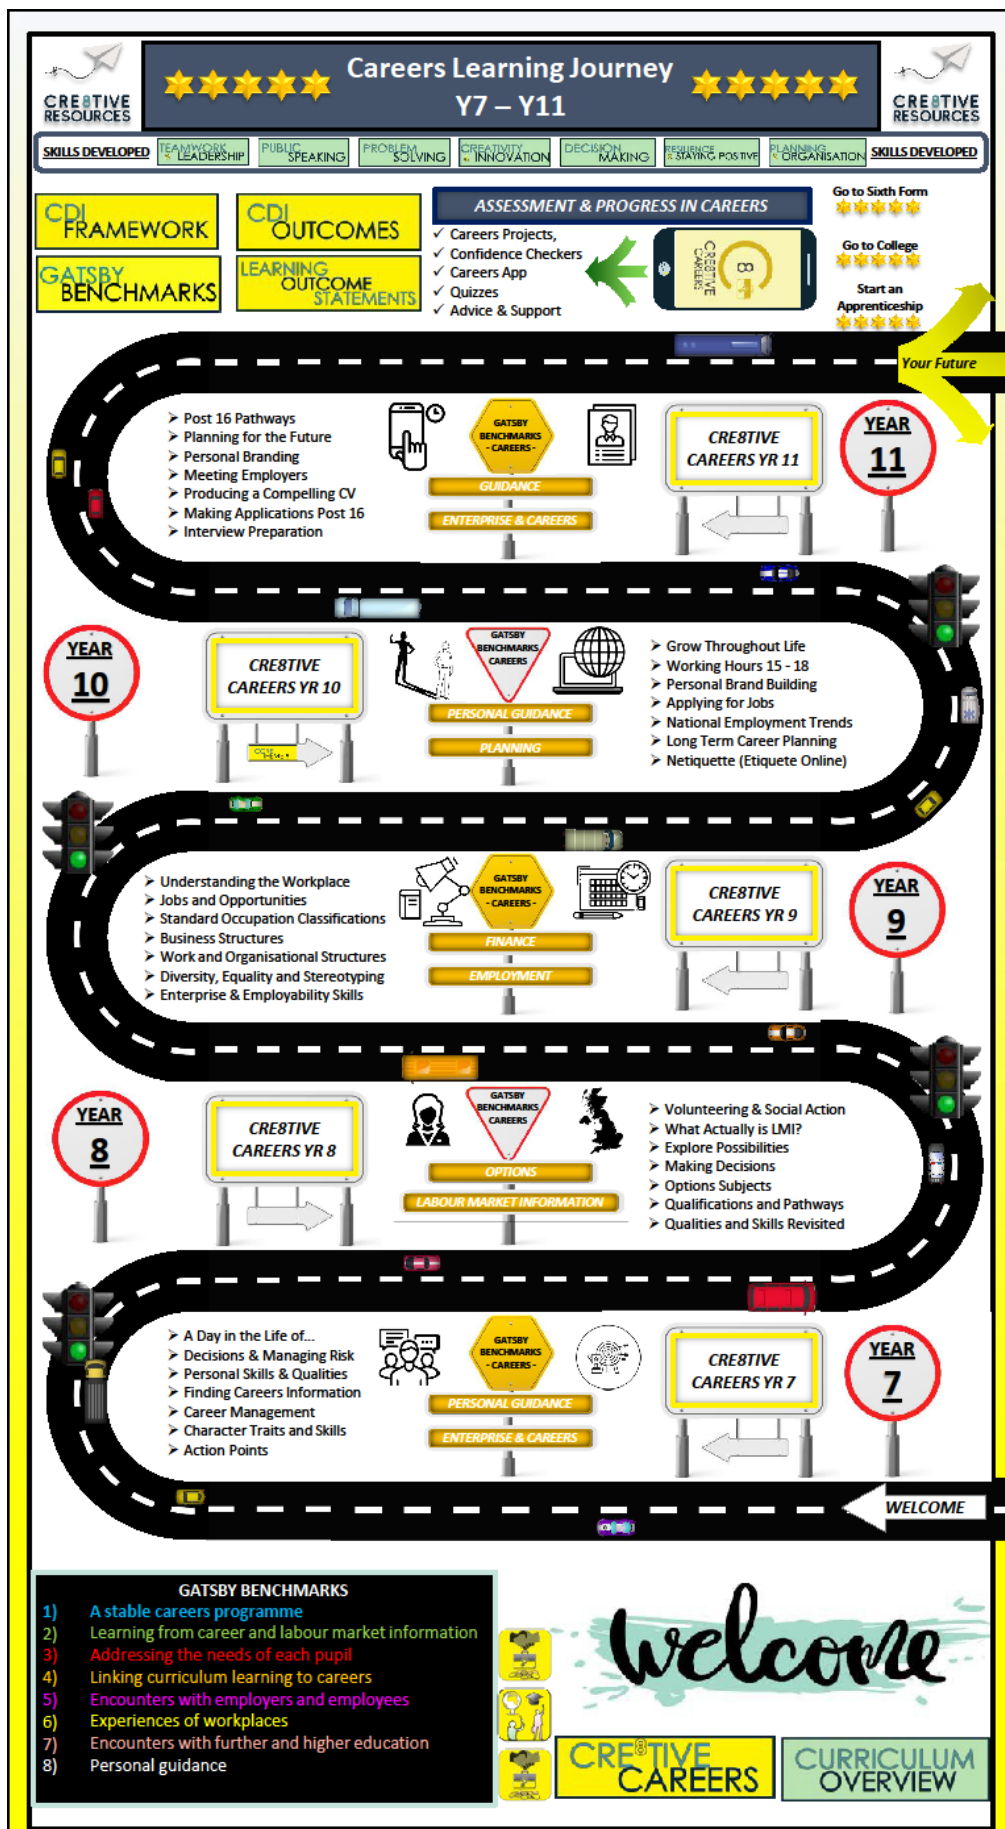 CRE8TIVE
RESOURCES
Careers Learning Journey
Y7 – Y11
CRE8TIVE
RESOURCES
SKILLS DEVELOPED
TEAMWORK
& LEADERSHIP
PUBLIC
SPEAKING
PROBLEM
SOLVING
CREATIVITY
& INNOVATION
DECISION
MAKING
RESILIENCE
& STAYING POSITIVE
PLANNING
& ORGANISATION
SKILLS DEVELOPED
CDI
FRAMEWORK
CDI
OUTCOMES
GATSBY
BENCHMARKS
LEARNING
OUTCOME
STATEMENTS
ASSESSMENT & PROGRESS IN CAREERS
✓ Careers Projects,
✓ Confidence Checkers
✓ Careers App
✓ Quizzes
✓ Advice & Support
CRE8TIVE
CAREERS
8
Go to Sixth Form
Go to College
Start an
Apprenticeship
Your Future
➢ Post 16 Pathways
➢ Planning for the Future
➢ Personal Branding
➢ Meeting Employers
➢ Producing a Compelling CV
➢ Making Applications Post 16
➢ Interview Preparation
GATSBY
BENCHMARKS
- CAREERS -
GUIDANCE
ENTERPRISE & CAREERS
CRE8TIVE
CAREERS YR 11
YEAR
11
YEAR
10
CRE8TIVE
CAREERS YR 10
CORE
THEME
GATSBY
BENCHMARKS
CAREERS
PERSONAL GUIDANCE
PLANNING
➢ Grow Throughout Life
➢ Working Hours 15 - 18
➢ Personal Brand Building
➢ Applying for Jobs
➢ National Employment Trends
➢ Long Term Career Planning
➢ Netiquette (Etiquete Online)
➢ Understanding the Workplace
➢ Jobs and Opportunities
➢ Standard Occupation Classifications
➢ Business Structures
➢ Work and Organisational Structures
➢ Diversity, Equality and Stereotyping
➢ Enterprise & Employability Skills
GATSBY
BENCHMARKS
- CAREERS -
FINANCE
EMPLOYMENT
CRE8TIVE
CAREERS YR 9
YEAR
9
YEAR
8
CRE8TIVE
CAREERS YR 8
GATSBY
BENCHMARKS
CAREERS
OPTIONS
LABOUR MARKET INFORMATION
➢ Volunteering & Social Action
➢ What Actually is LMI?
➢ Explore Possibilities
➢ Making Decisions
➢ Options Subjects
➢ Qualifications and Pathways
➢ Qualities and Skills Revisited
➢ A Day in the Life of...
➢ Decisions & Managing Risk
➢ Personal Skills & Qualities
➢ Finding Careers Information
➢ Career Management
➢ Character Traits and Skills
➢ Action Points
GATSBY
BENCHMARKS
- CAREERS -
PERSONAL GUIDANCE
ENTERPRISE & CAREERS
CRE8TIVE
CAREERS YR 7
YEAR
7
WELCOME
GATSBY BENCHMARKS
1) A stable careers programme
2) Learning from career and labour market information
3) Addressing the needs of each pupil
4) Linking curriculum learning to careers
5) Encounters with employers and employees
6) Experiences of workplaces
7) Encounters with further and higher education
8) Personal guidance
welcome
CRE8TIVE
CAREERS
CURRICULUM
OVERVIEW